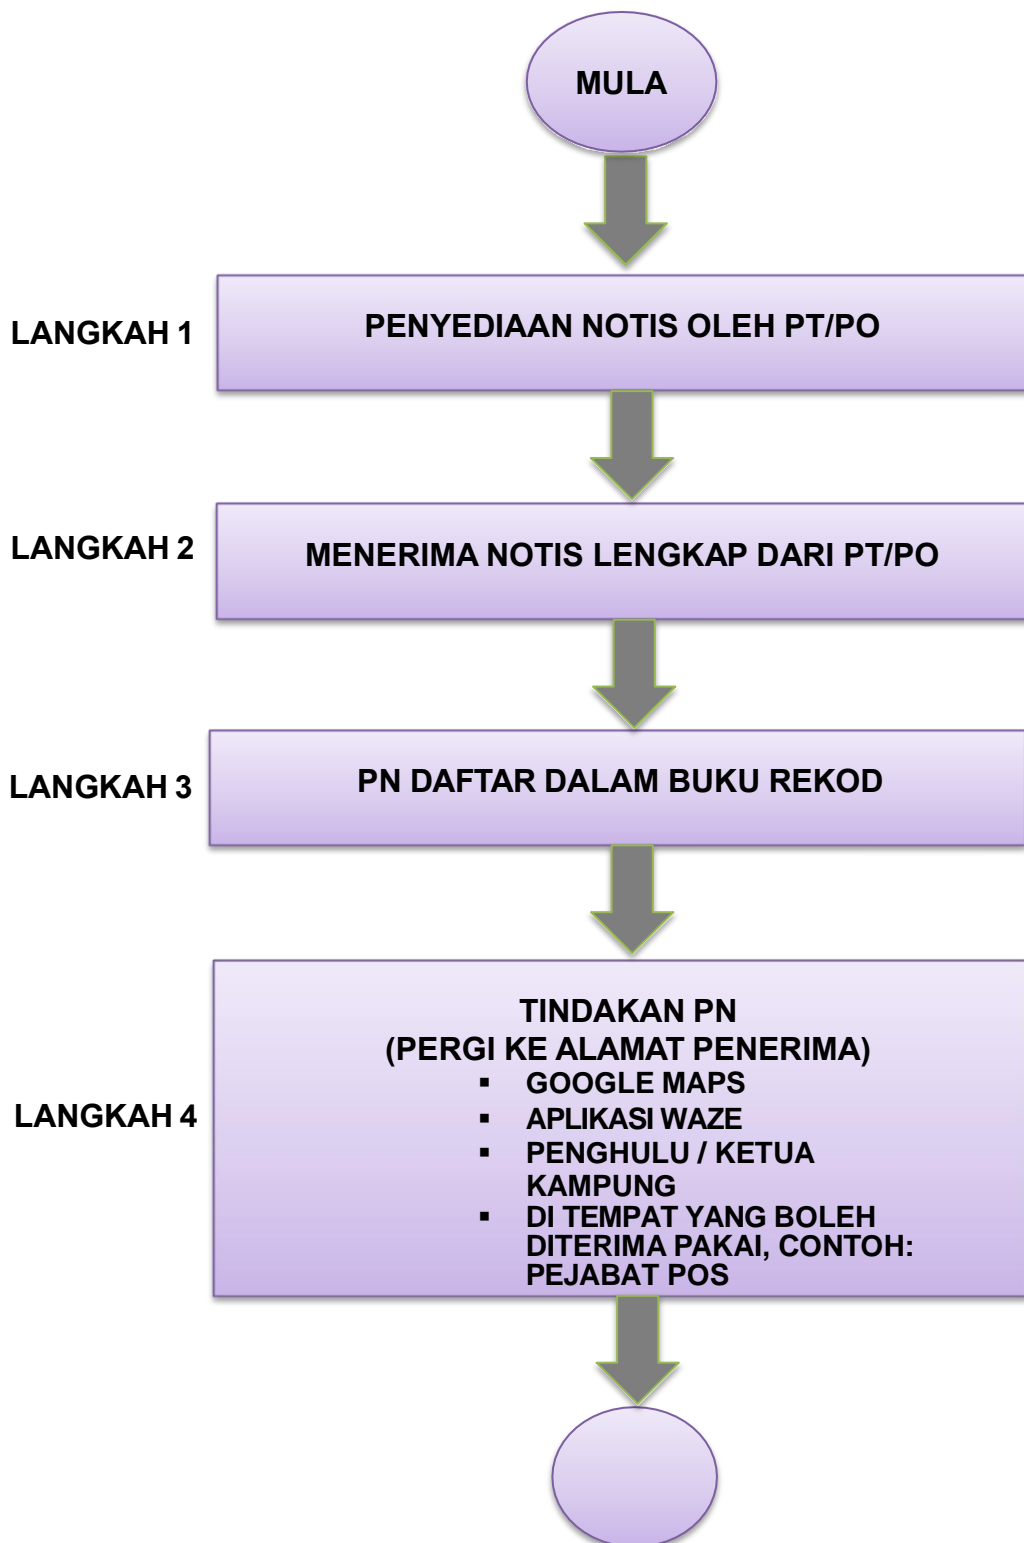 MULA
LANGKAH 1
PENYEDIAAN NOTIS OLEH PT/PO
LANGKAH 2
MENERIMA NOTIS LENGKAP DARI PT/PO
LANGKAH 3
PN DAFTAR DALAM BUKU REKOD
LANGKAH 4
TINDAKAN PN
(PERGI KE ALAMAT PENERIMA)
▪ GOOGLE MAPS
▪ APLIKASI WAZE
▪ PENGHULU / KETUA
KAMPUNG
▪ DI TEMPAT YANG BOLEH
DITERIMA PAKAI, CONTOH:
PEJABAT POS